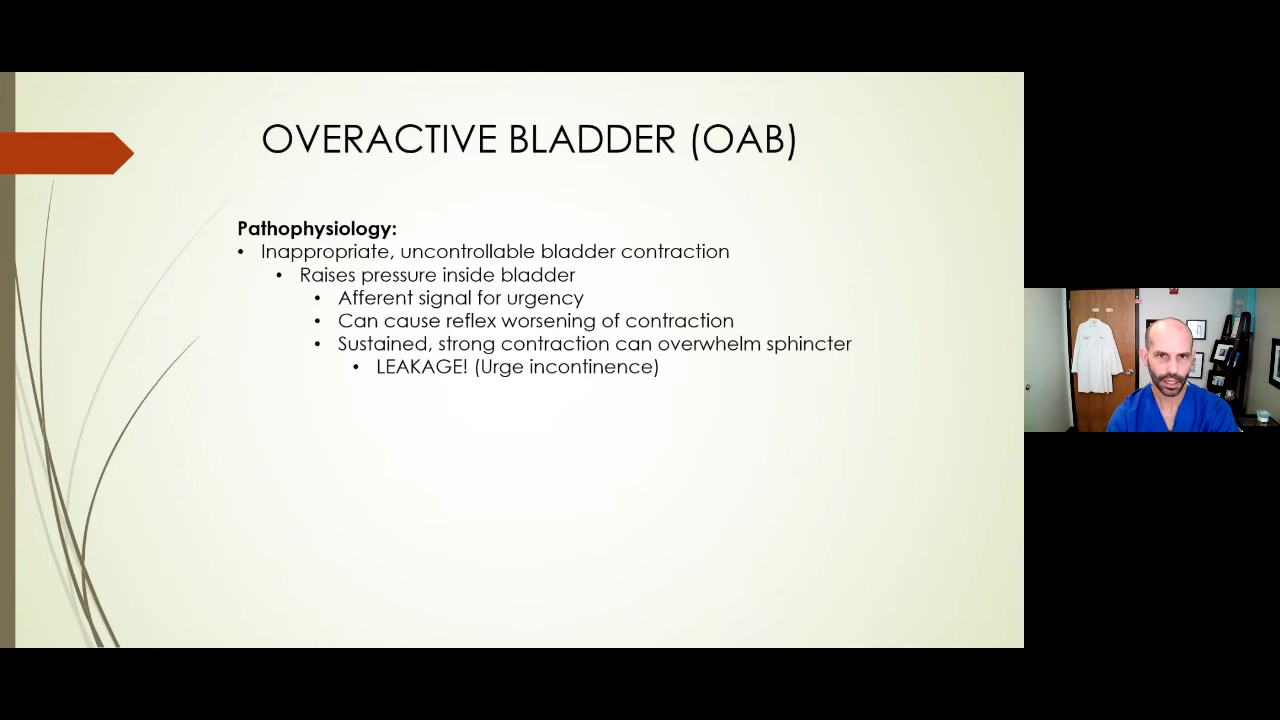 OVERACTIVE BLADDER (OAB)
Pathophysiology:
• Inappropriate, uncontrollable bladder contraction
• Raises pressure inside bladder
• Afferent signal for urgency
• Can cause reflex worsening of contraction
• Sustained, strong contraction can overwhelm sphincter
• LEAKAGE! (Urge incontinence)